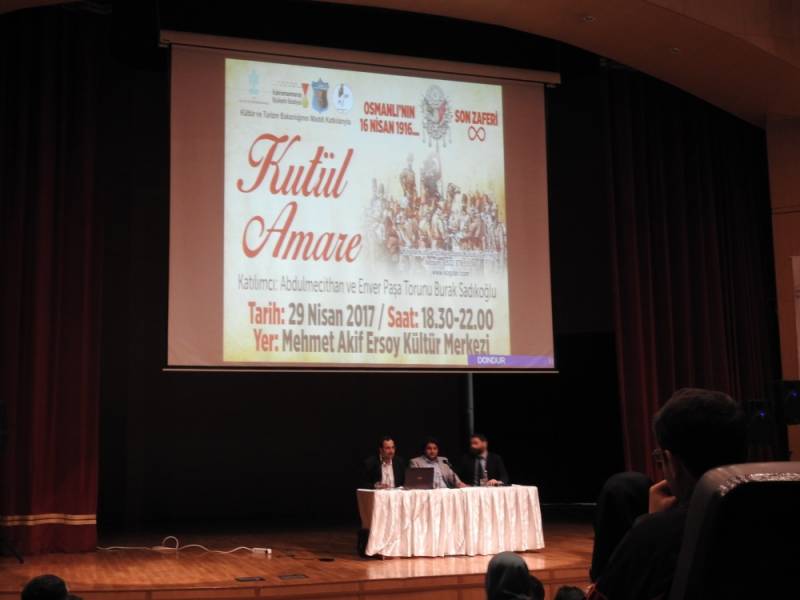 Kahramanmaraş
Kültür ve Turizm Bakanlığının Maddi Katkılarıyla
OSMANLI'NIN
16 NİSAN 1916...
SON ZAFERİ
Kutül
Amare
Katılımcı: Abdulmecithan ve Enver Paşa Torunu Burak Sadıkoğlu
Tarih: 29 Nisan 2017 / Saat: 18.30-22.00
Yer: Mehmet Akif Ersoy Kültür Merkezi
DONDUR